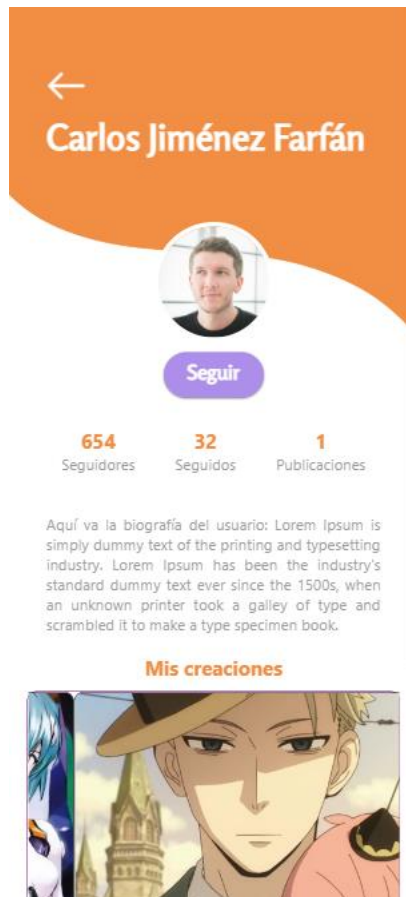 Carlos Jiménez Farfán
Seguir
654 32 1
Seguidores Seguidos Publicaciones
Aquí va la biografía del usuario: Lorem Ipsum is
simply dummy text of the printing and typesetting
industry. Lorem Ipsum has been the industry's
standard dummy text ever since the 1500s, when
an unknown printer took a galley of type and
scrambled it to make a type specimen book.
Mis creaciones